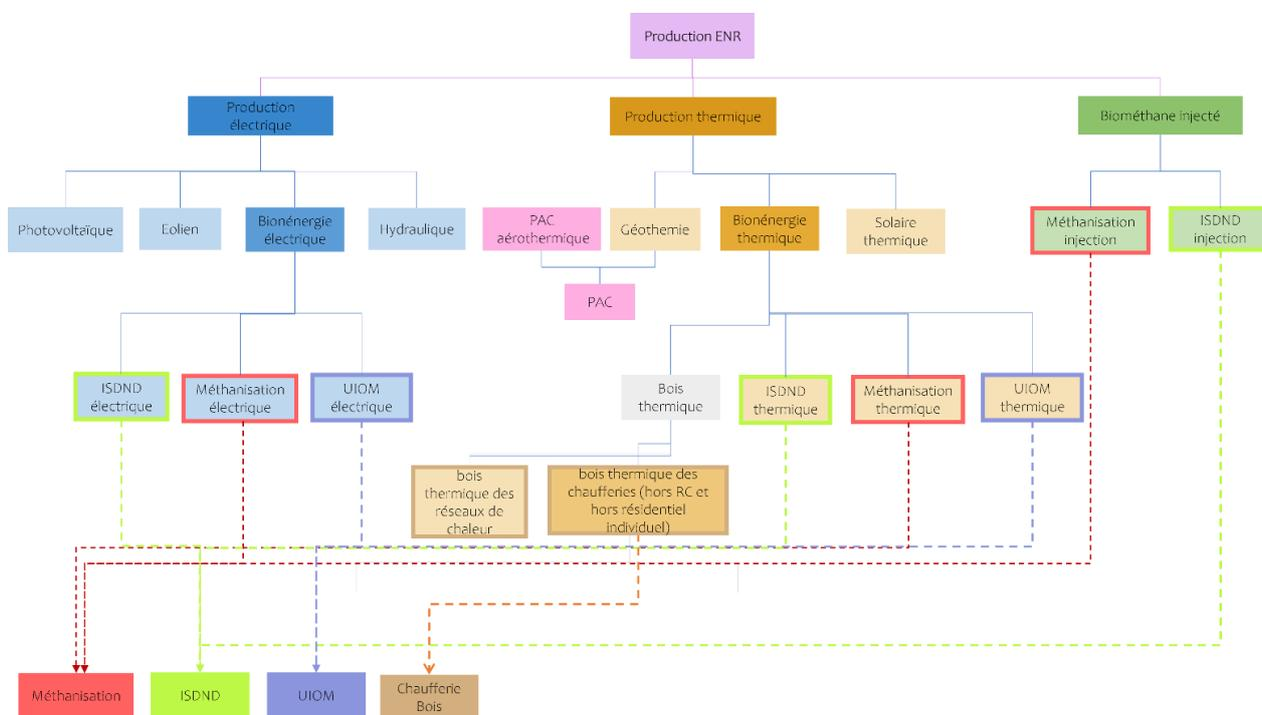 Production ENR
Production
électrique
Production thermique
Biométhane injecté
Photovoltaïque
Eolien
Bionénergie
électrique
Hydraulique
PAC
aérothermique
Géothemie
Bionénergie
thermique
Solaire
thermique
Méthanisation
injection
ISDND
injection
PAC
ISDND
électrique
Méthanisation
électrique
UIOM
électrique
Bois
thermique
ISDND
thermique
Méthanisation
thermique
UIOM
thermique
bois
thermique des
réseaux de
chaleur
bois thermique des
chaufferies (hors RC et
hors résidentiel
individuel)
Méthanisation
ISDND
UIOM
Chaufferie
Bois